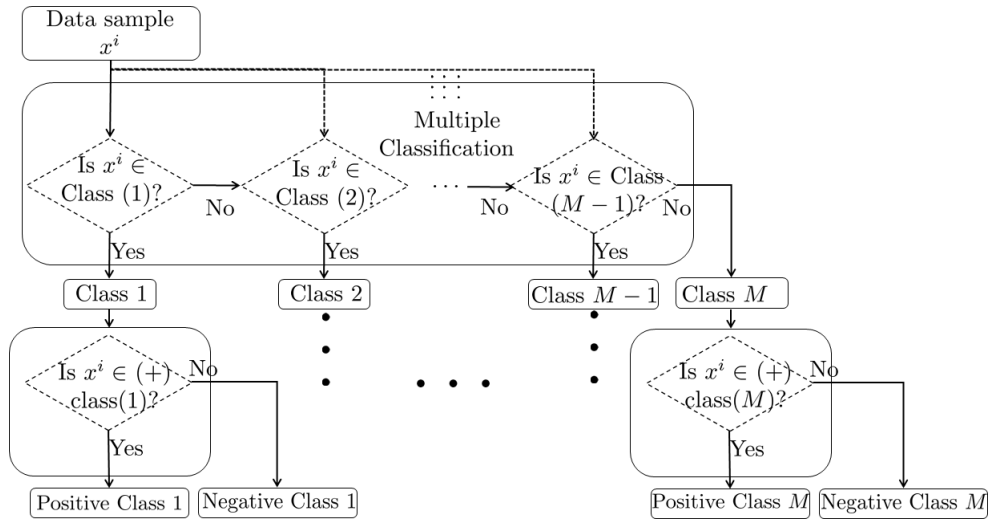 Data sample
x^i
Multiple
Classification
Is x^i ∈
Class (1)?
No
Is x^i ∈
Class (2)?
· · ·
No
Is x^i ∈ Class
(M − 1)?
No
Yes
Yes
Yes
Class 1
Class 2
Class M − 1
Class M
Is x^i ∈ (+)
class(1)?
No
Yes
Is x^i ∈ (+)
class(M)?
No
Yes
Positive Class 1
Negative Class 1
Positive Class M
Negative Class M